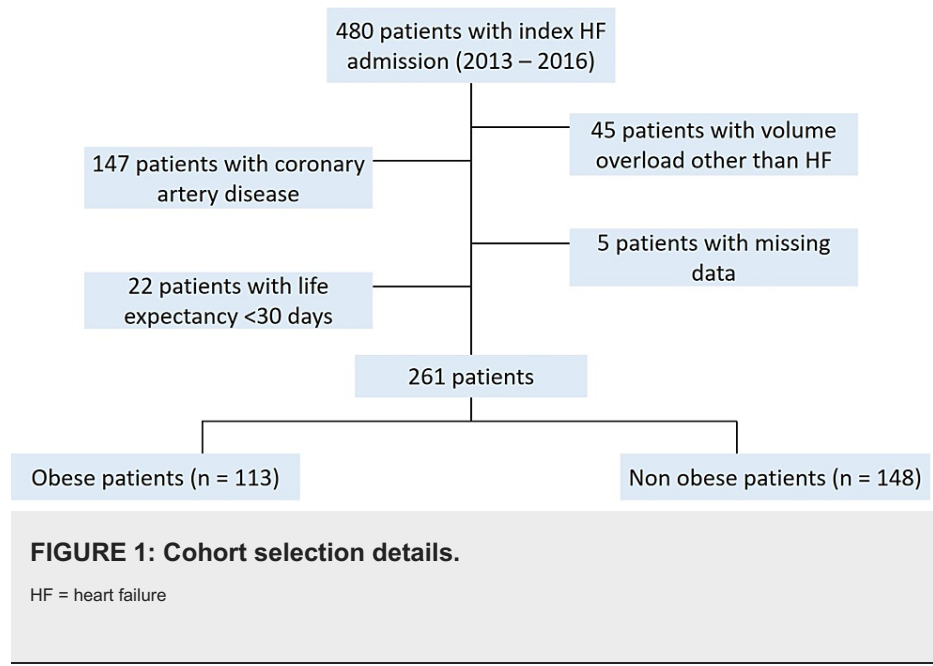 480 patients with index HF
admission (2013 – 2016)
45 patients with volume
overload other than HF
147 patients with coronary
artery disease
5 patients with missing
data
22 patients with life
expectancy <30 days
261 patients
Obese patients (n = 113)
Non obese patients (n = 148)
FIGURE 1: Cohort selection details.
HF = heart failure